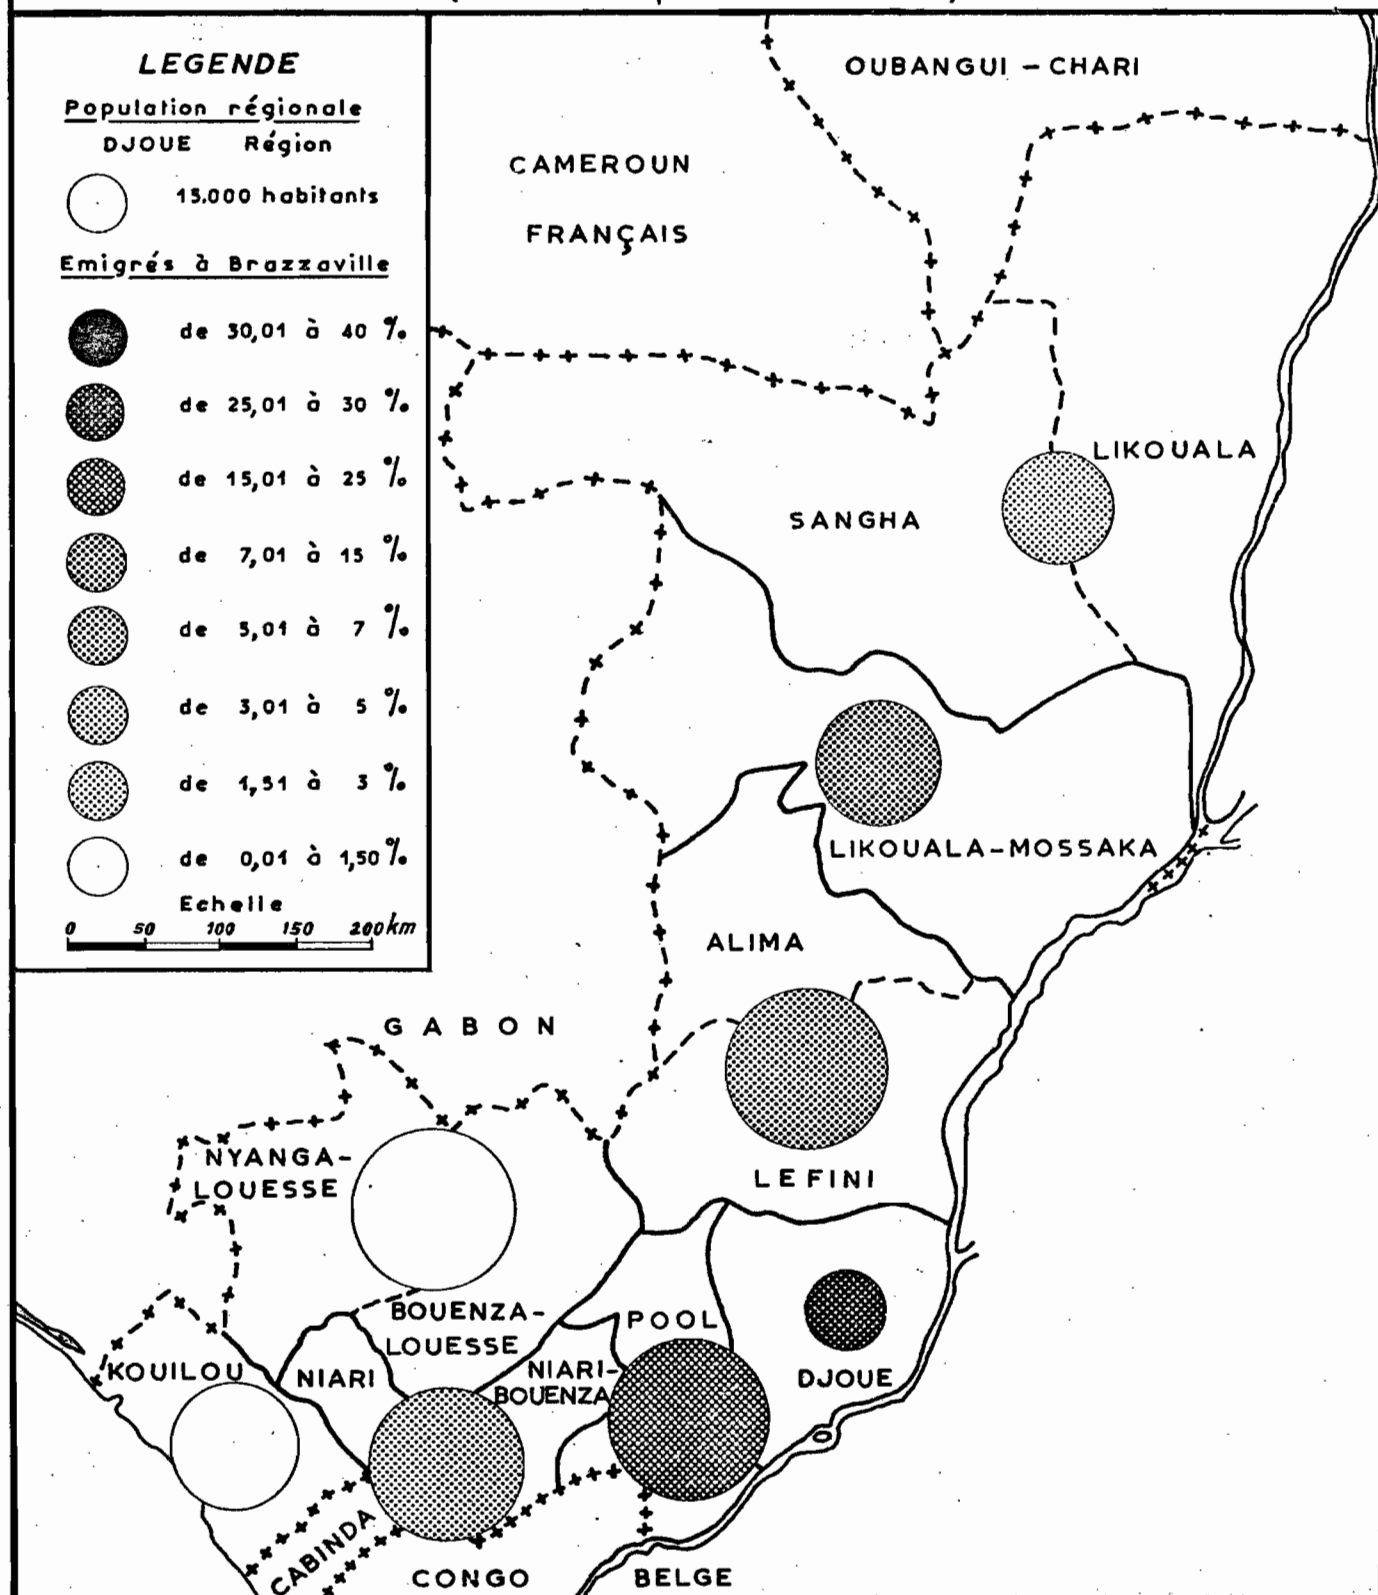 LEGENDE
Population régionale
DJOUE Région
15.000 habitants
Emigrés à Brazzaville
de 30,01 à 40 %
de 25,01 à 30 %
de 15,01 à 25 %
de 7,01 à 15 %
de 5,01 à 7 %
de 3,01 à 5 %
de 1,51 à 3 %
de 0,01 à 1,50 %
Echelle
0 50 100 150 200 km
OUBANGUI - CHARI
CAMEROUN
FRANÇAIS
LIKOUALA
SANGHA
LIKOUALA-MOSSAKA
ALIMA
GABON
NYANGA-
LOUESSE
LEFINI
BOUENZA-
LOUESSE
POOL
KOUILOU
NIARI
NIARI-
BOUENZA
DJOUE
CABINDA
CONGO BELGE